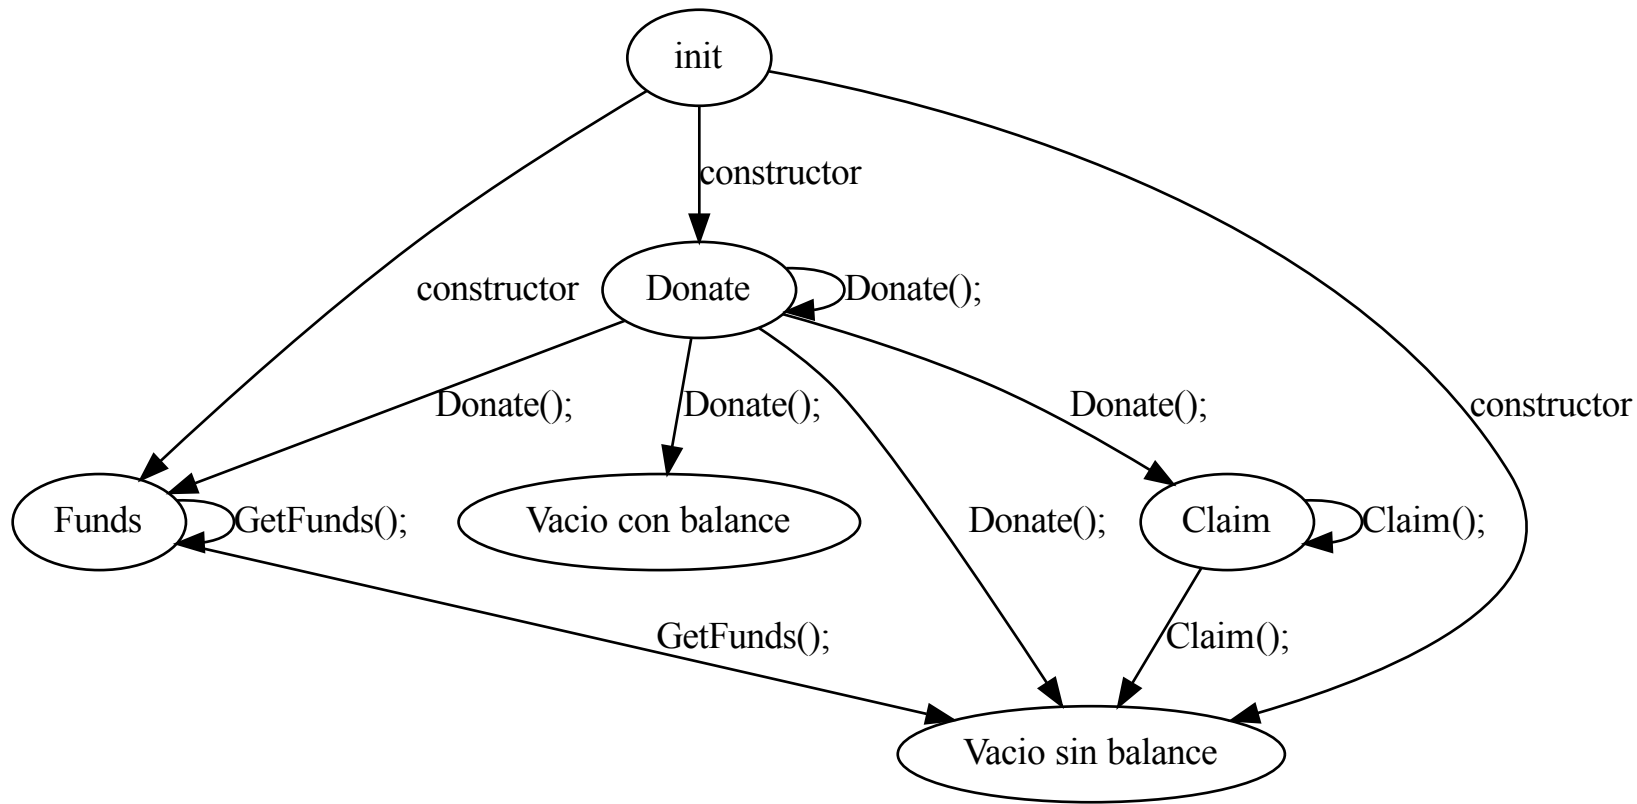 init
constructor
constructor
Donate
Donate();
Donate();
Donate();
Donate();
constructor
Funds
GetFunds();
Vacio con balance
Donate();
Claim
Claim();
GetFunds();
Claim();
Vacio sin balance